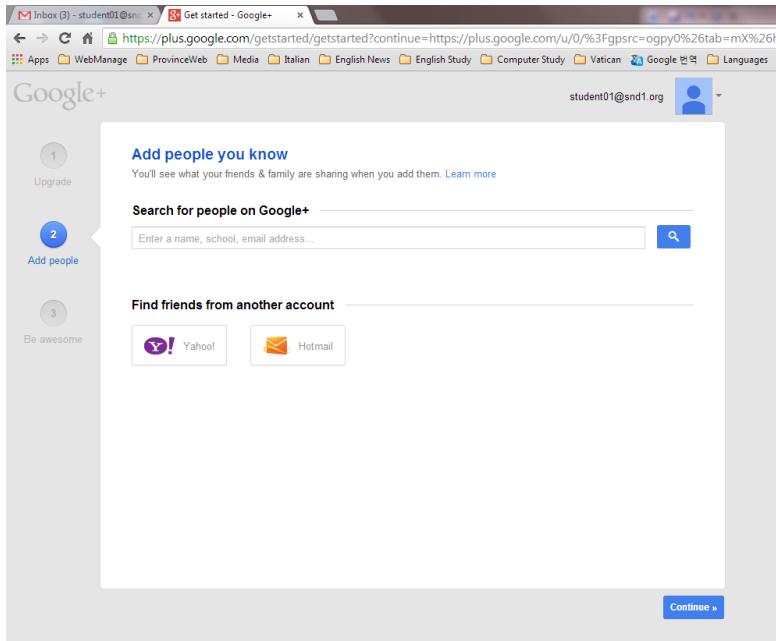 Inbox (3) - student01@sn
Get started - Google+
https://plus.google.com/getstarted/getstarted?continue=https://plus.google.com/u/0/%3Fgpsrc=ogpy0%26tab=mX%26
Apps WebManage ProvinceWeb Media Italian English News English Study Computer Study Vatican Google 번역 Languages
Google+
student01@snd1.org
1
Upgrade
2
Add people
3
Be awesome
Add people you know
You'll see what your friends & family are sharing when you add them. Learn more
Search for people on Google+
Enter a name, school, email address...
Find friends from another account
Y! Yahoo!
Hotmail
Continue »